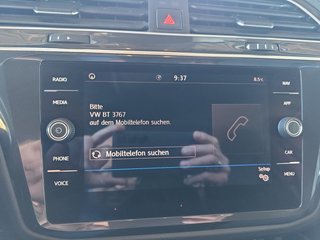 RADIO
MEDIA
PHONE
VOICE
9:37
8.5°C
Bitte
VW BT 3767
auf dem Mobiltelefon suchen.
Mobiltelefon suchen
Setup
NAV
APP
CAR
MENU